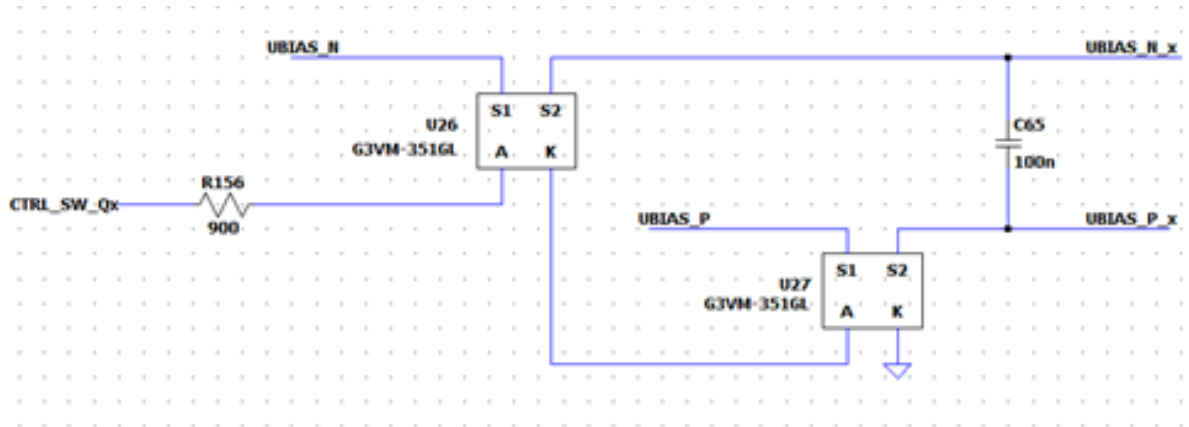 UBIAS_N
UBIAS_N_x
S1 S2
U26
G3VM-351GL
A K
C65
100n
R156
CTRL_SW_Qx
900
UBIAS_P
UBIAS_P_x
S1 S2
U27
G3VM-351GL
A K